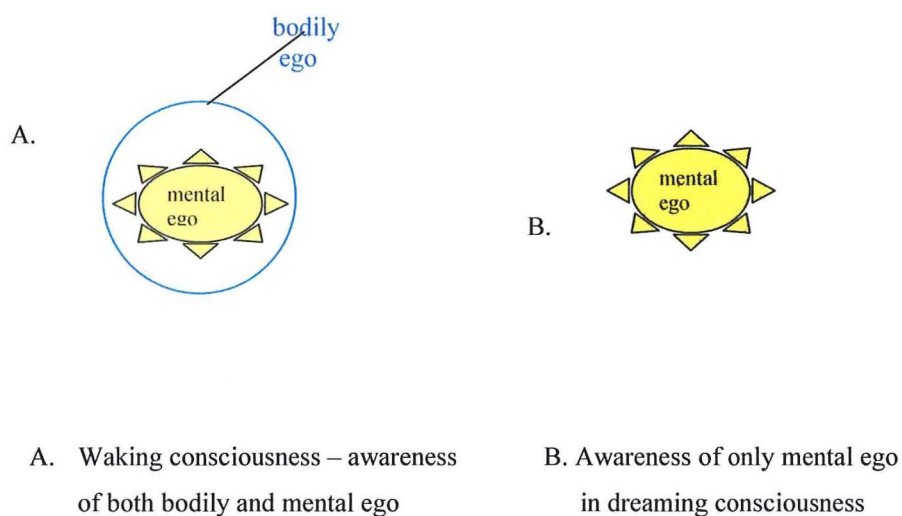 bodily
ego
A.
mental
ego
B.
mental
ego
A. Waking consciousness – awareness
of both bodily and mental ego
B. Awareness of only mental ego
in dreaming consciousness